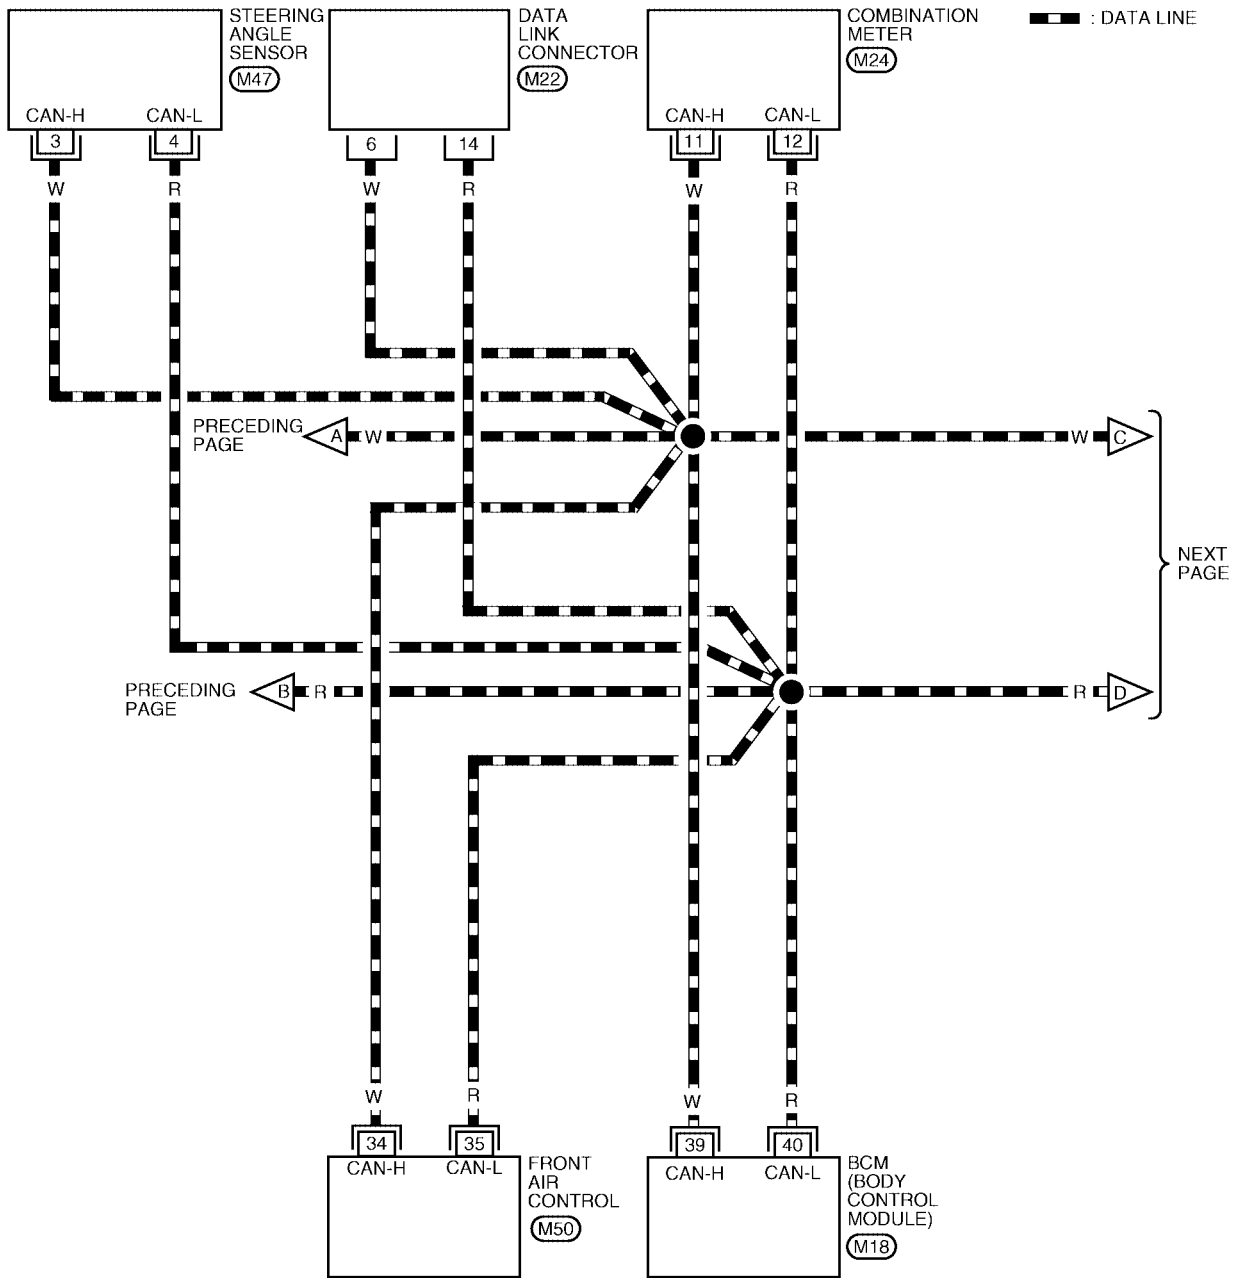 STEERING
ANGLE
SENSOR
M47
CAN-H
CAN-L
3
4
W
R
DATA
LINK
CONNECTOR
M22
6
14
W
R
COMBINATION
METER
M24
CAN-H
CAN-L
11
12
W
R
: DATA LINE
PRECEDING
PAGE
A
W
W
C
NEXT
PAGE
PRECEDING
PAGE
B
R
R
D
W
R
34
35
CAN-H
CAN-L
FRONT
AIR
CONTROL
M50
W
R
39
40
CAN-H
CAN-L
BCM
(BODY
CONTROL
MODULE)
M18